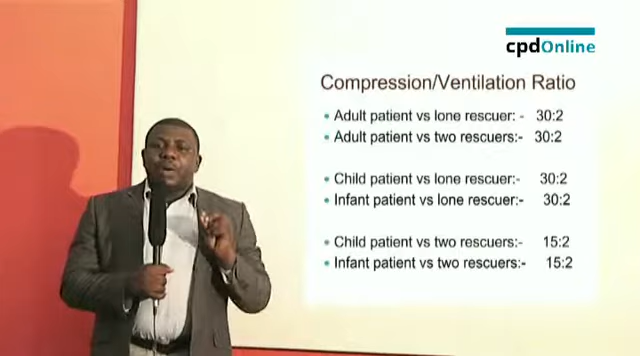 cpdOnline
Compression/Ventilation Ratio
Adult patient vs lone rescuer: - 30:2
Adult patient vs two rescuers:- 30:2
Child patient vs lone rescuer:- 30:2
Infant patient vs lone rescuer:- 30:2
Child patient vs two rescuers:- 15:2
Infant patient vs two rescuers:- 15:2